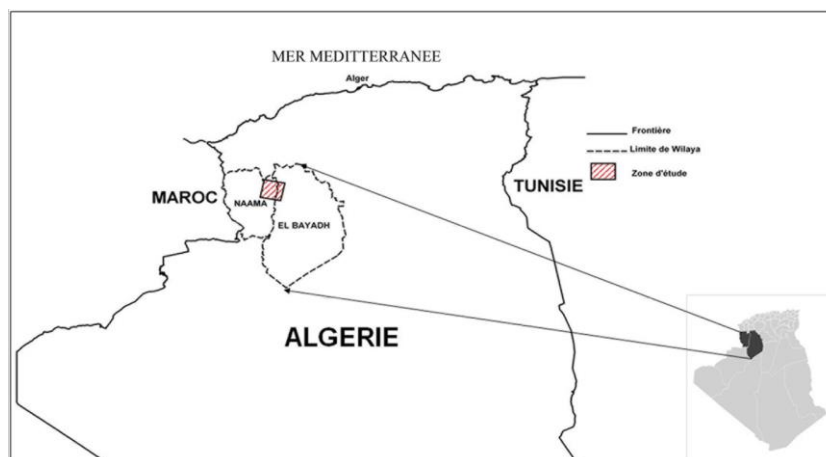 MER MEDITTERRANEE
Alger
Frontière
Limite de Wilaya
Zone d'étude
MAROC
TUNISIE
NAAMA
EL BAYADH
ALGERIE